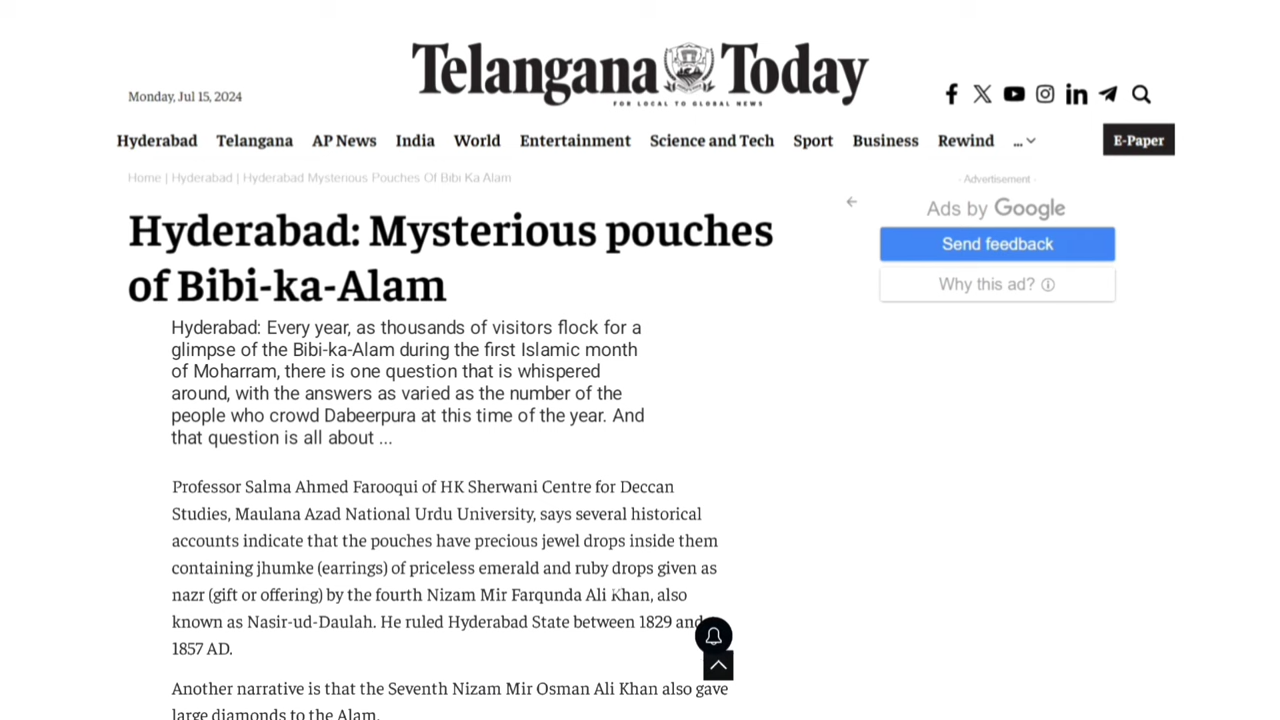 Telangana Today
FOR LOCAL TO GLOBAL NEWS
Monday, Jul 15, 2024
Hyderabad Telangana AP News India World Entertainment Science and Tech Sport Business Rewind ... E-Paper
Home | Hyderabad | Hyderabad Mysterious Pouches Of Bibi Ka Alam
- Advertisement -
Ads by Google
Send feedback
Why this ad?
Hyderabad: Mysterious pouches
of Bibi-ka-Alam
Hyderabad: Every year, as thousands of visitors flock for a
glimpse of the Bibi-ka-Alam during the first Islamic month
of Moharram, there is one question that is whispered
around, with the answers as varied as the number of the
people who crowd Dabeerpura at this time of the year. And
that question is all about ...
Professor Salma Ahmed Farooqui of HK Sherwani Centre for Deccan
Studies, Maulana Azad National Urdu University, says several historical
accounts indicate that the pouches have precious jewel drops inside them
containing jhumke (earrings) of priceless emerald and ruby drops given as
nazr (gift or offering) by the fourth Nizam Mir Farqunda Ali Khan, also
known as Nasir-ud-Daulah. He ruled Hyderabad State between 1829 and
1857 AD.
Another narrative is that the Seventh Nizam Mir Osman Ali Khan also gave
large diamonds to the Alam.